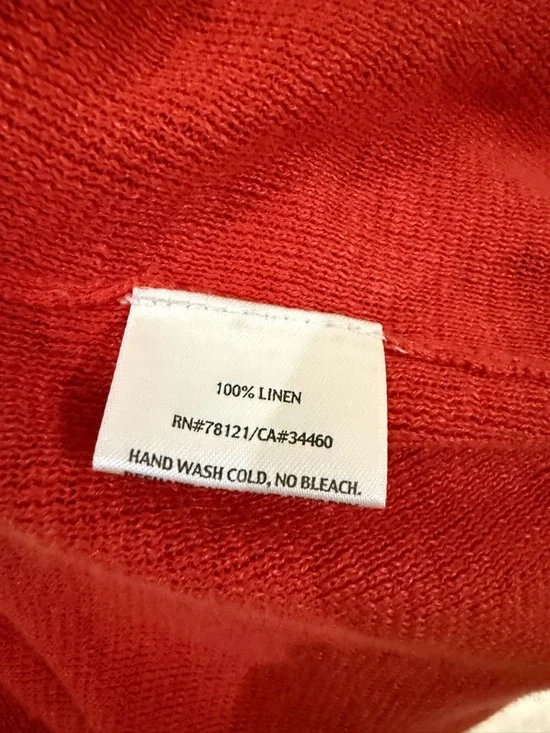 100% LINEN
RN#78121/CA#34460
HAND WASH COLD, NO BLEACH.